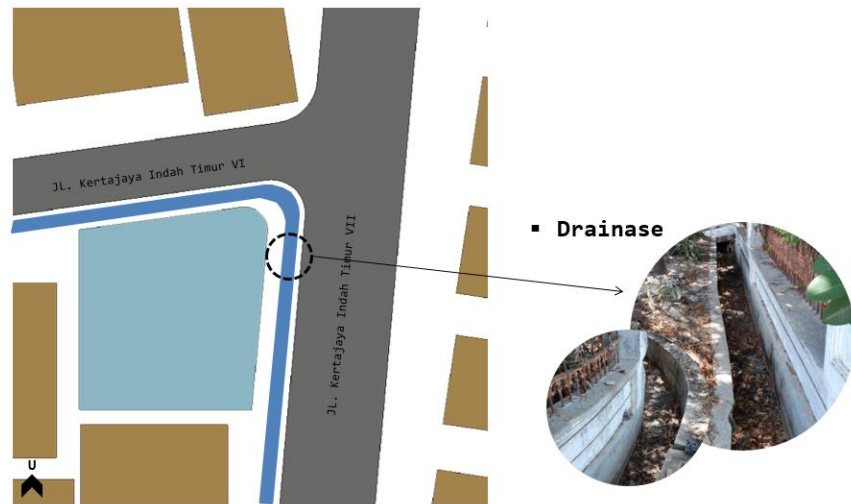 JL. Kertajaya Indah Timur VI
JL. Kertajaya Indah Timur VII
▪ Drainase
U